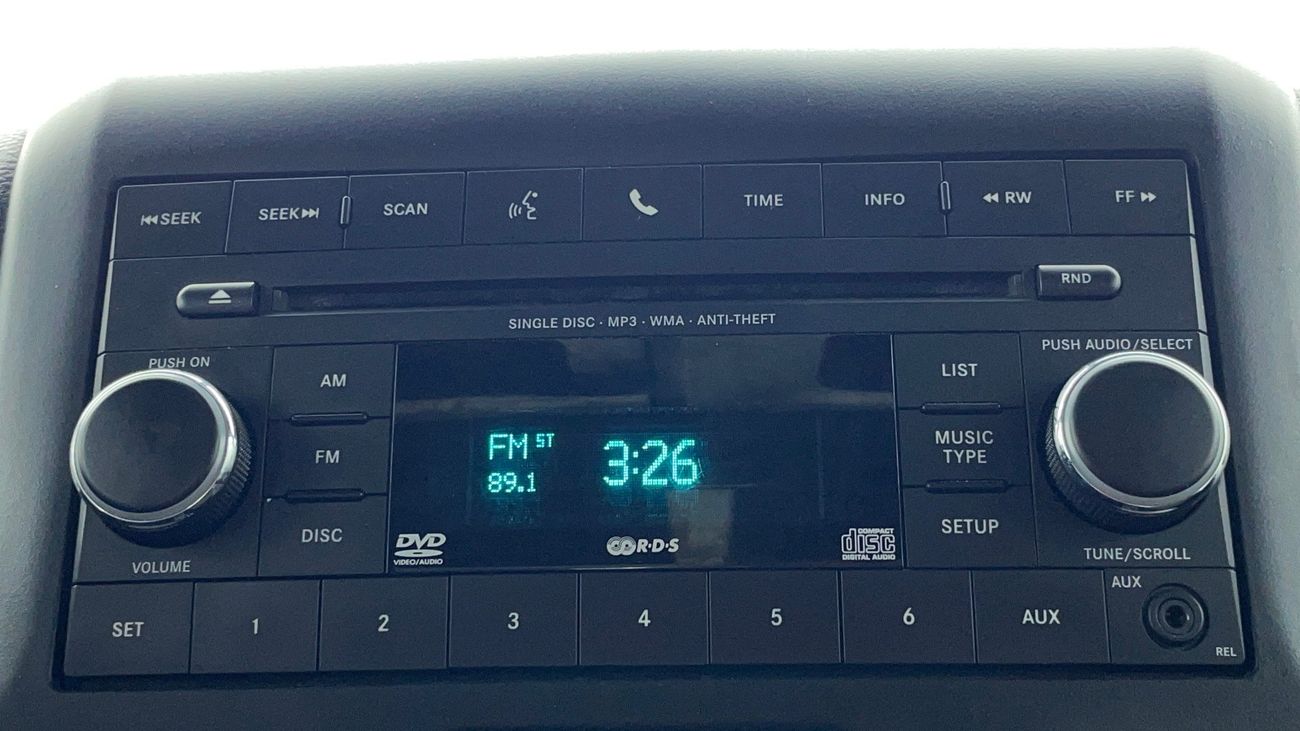 SEEK
SEEK
SCAN
TIME
INFO
RW
FF
RND
SINGLE DISC · MP3 · WMA · ANTI-THEFT
PUSH ON
VOLUME
AM
FM
DISC
FM ST
89.1
3:26
DVD
VIDEO/AUDIO
R·D·S
COMPACT
disc
DIGITAL AUDIO
LIST
MUSIC
TYPE
SETUP
PUSH AUDIO/SELECT
TUNE/SCROLL
SET
1
2
3
4
5
6
AUX
AUX
REL